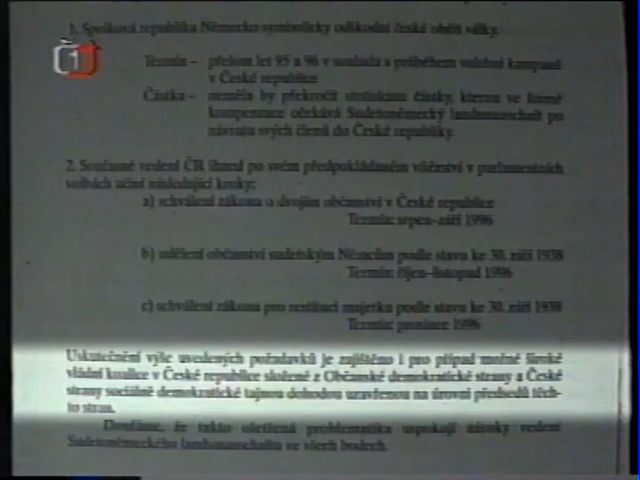 1. Spolková republika Německo symbolicky odškodní české oběti války.
Č1
Termín – přelom let 95 a 96 v souladu s průběhem volební kampaně
v České republice
Částka – neměla by překročit stotisícinu částky, kterou ve formě
kompenzace očekává Sudetoněmecký landsmanschaft po
návratu svých členů do České republiky.
2. Současné vedení ČR ihned po svém předpokládaném vítězství v parlamentních
volbách učiní následující kroky:
a) schválení zákona o dvojím občanství v České republice
Termín: srpen–září 1996
b) udělení občanství sudetským Němcům podle stavu ke 30. září 1938
Termín: říjen–listopad 1996
c) schválení zákona pro restituci majetku podle stavu ke 30. září 1938
Termín: prosinec 1996
Uskutečnění výše uvedených požadavků je zajištěno i pro případ možné široké
vládní koalice v České republice složené z Občanské demokratické strany a České
strany sociálně demokratické tajnou dohodou uzavřenou na úrovni předsedů těch-
to stran.
Doufáme, že takto ošetřená problematika uspokojí nároky vedení
Sudetoněmeckého landsmanschaftu ve všech bodech.